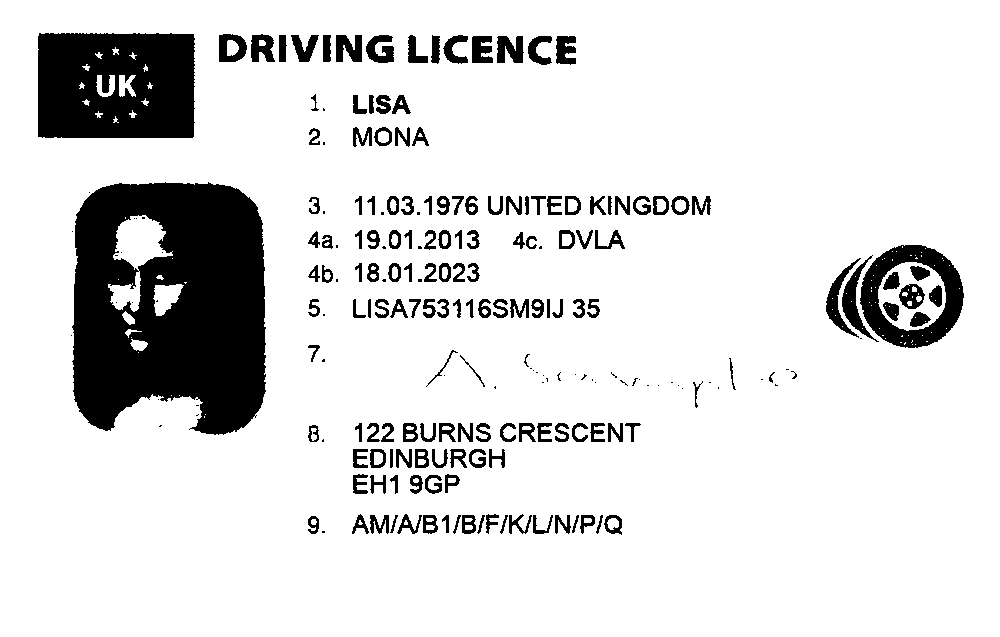 UK
DRIVING LICENCE
1. LISA
2. MONA
3. 11.03.1976 UNITED KINGDOM
4a. 19.01.2013 4c. DVLA
4b. 18.01.2023
5. LISA753116SM9IJ 35
7. A. Sample
8. 122 BURNS CRESCENT
EDINBURGH
EH1 9GP
9. AM/A/B1/B/F/K/L/N/P/Q